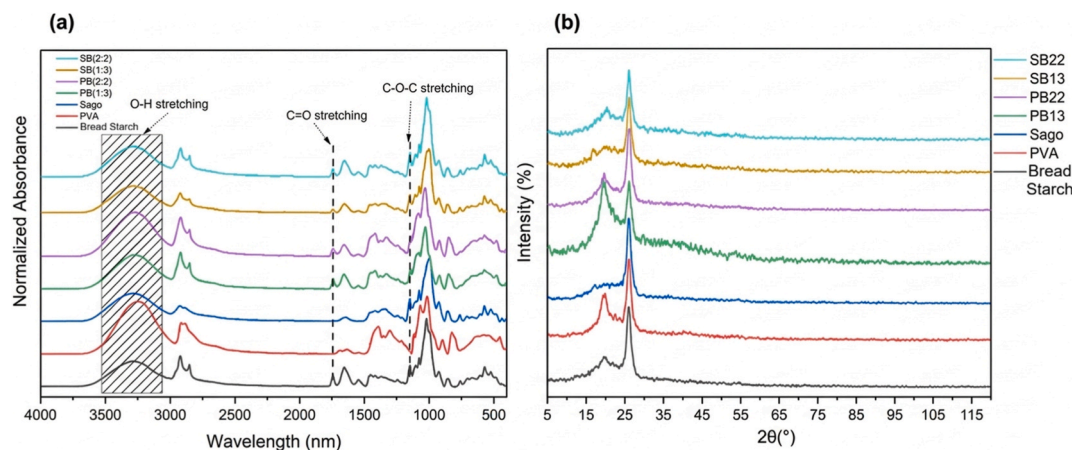 (a)
SB(2:2)
SB(1:3)
PB(2:2)
PB(1:3)
Sago
PVA
Bread Starch
O-H stretching
C=O stretching
C-O-C stretching
Normalized Absorbance
4000 3500 3000 2500 2000 1500 1000 500
Wavelength (nm)
(b)
SB22
SB13
PB22
PB13
Sago
PVA
Bread
Starch
Intensity (%)
5 15 25 35 45 55 65 75 85 95 105 115
2θ(°)